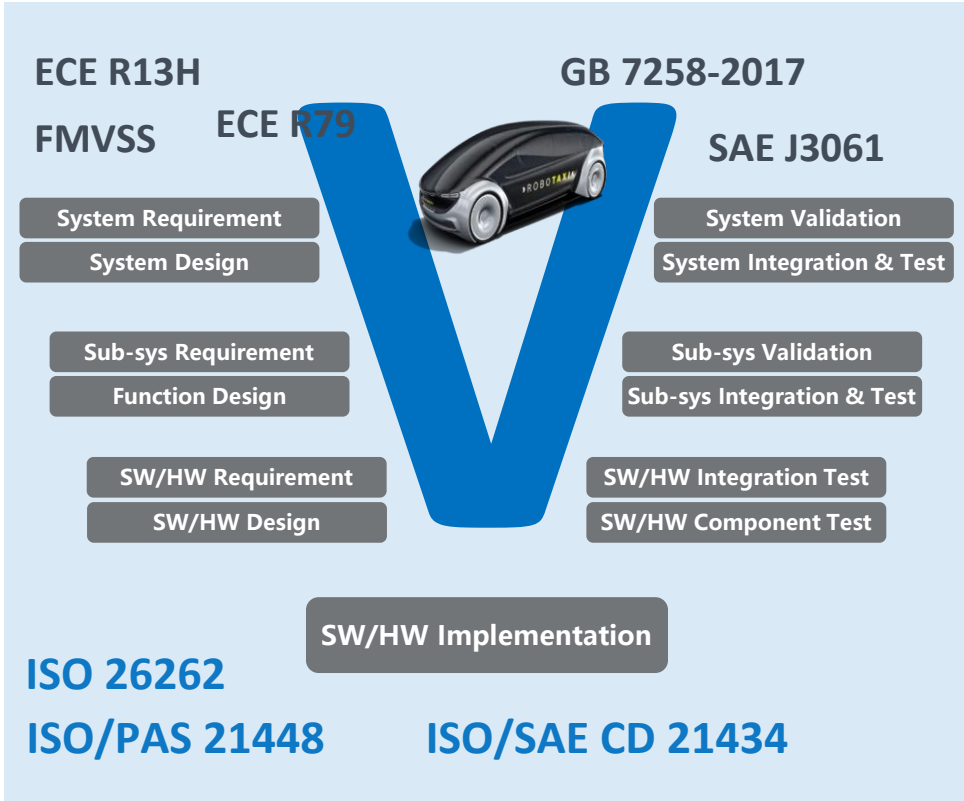 ECE R13H
GB 7258-2017
ECE R79
FMVSS
SAE J3061
ROBOTAXI
System Requirement
System Validation
System Design
System Integration & Test
Sub-sys Requirement
Sub-sys Validation
Function Design
Sub-sys Integration & Test
SW/HW Requirement
SW/HW Integration Test
SW/HW Design
SW/HW Component Test
SW/HW Implementation
ISO 26262
ISO/PAS 21448
ISO/SAE CD 21434